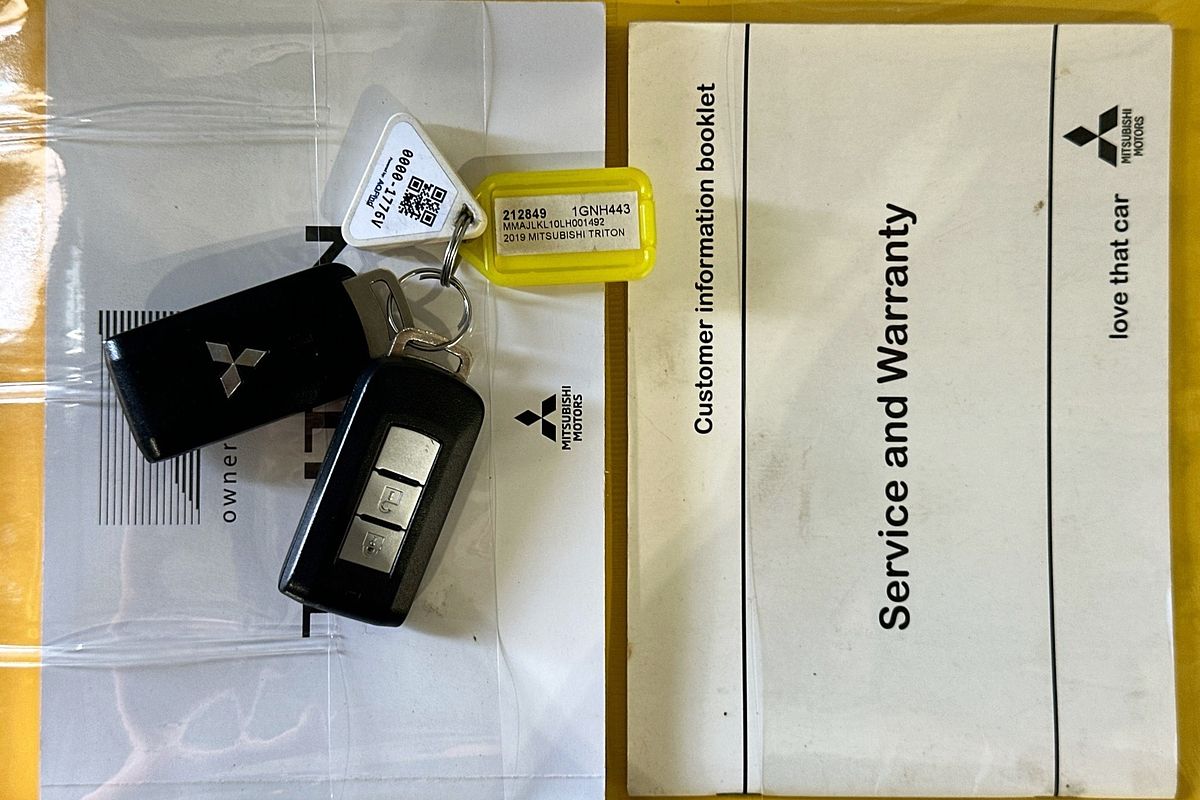 0000-1776V
212849 1GNH443
MMAJLKL10LH001492
2019 MITSUBISHI TRITON
owner
MITSUBISHI
MOTORS
Customer information booklet
Service and Warranty
MITSUBISHI
MOTORS
love that car